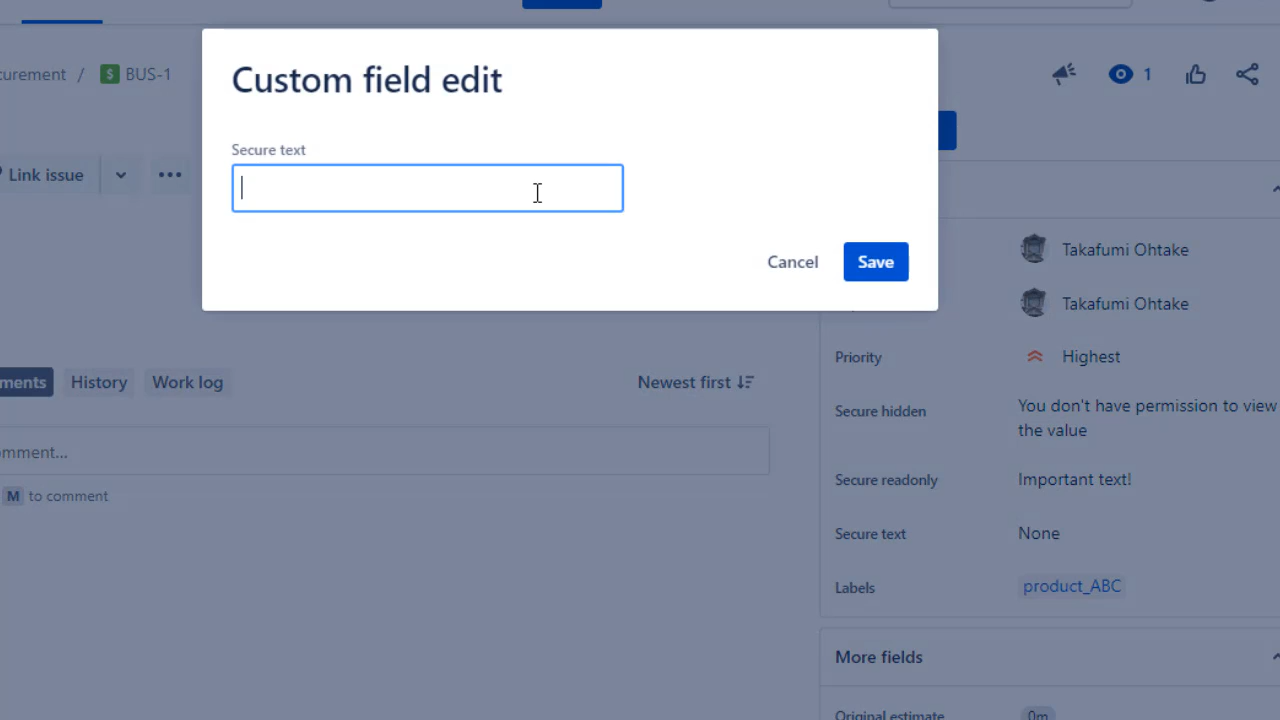 Custom field edit
Secure text
Cancel
Save
curement / $ BUS-1
1
Link issue
ments
History
Work log
Newest first
omment...
M to comment
Takafumi Ohtake
Takafumi Ohtake
Priority
Highest
Secure hidden
You don't have permission to view
the value
Secure readonly
Important text!
Secure text
None
Labels
product_ABC
More fields
Original estimate
0m